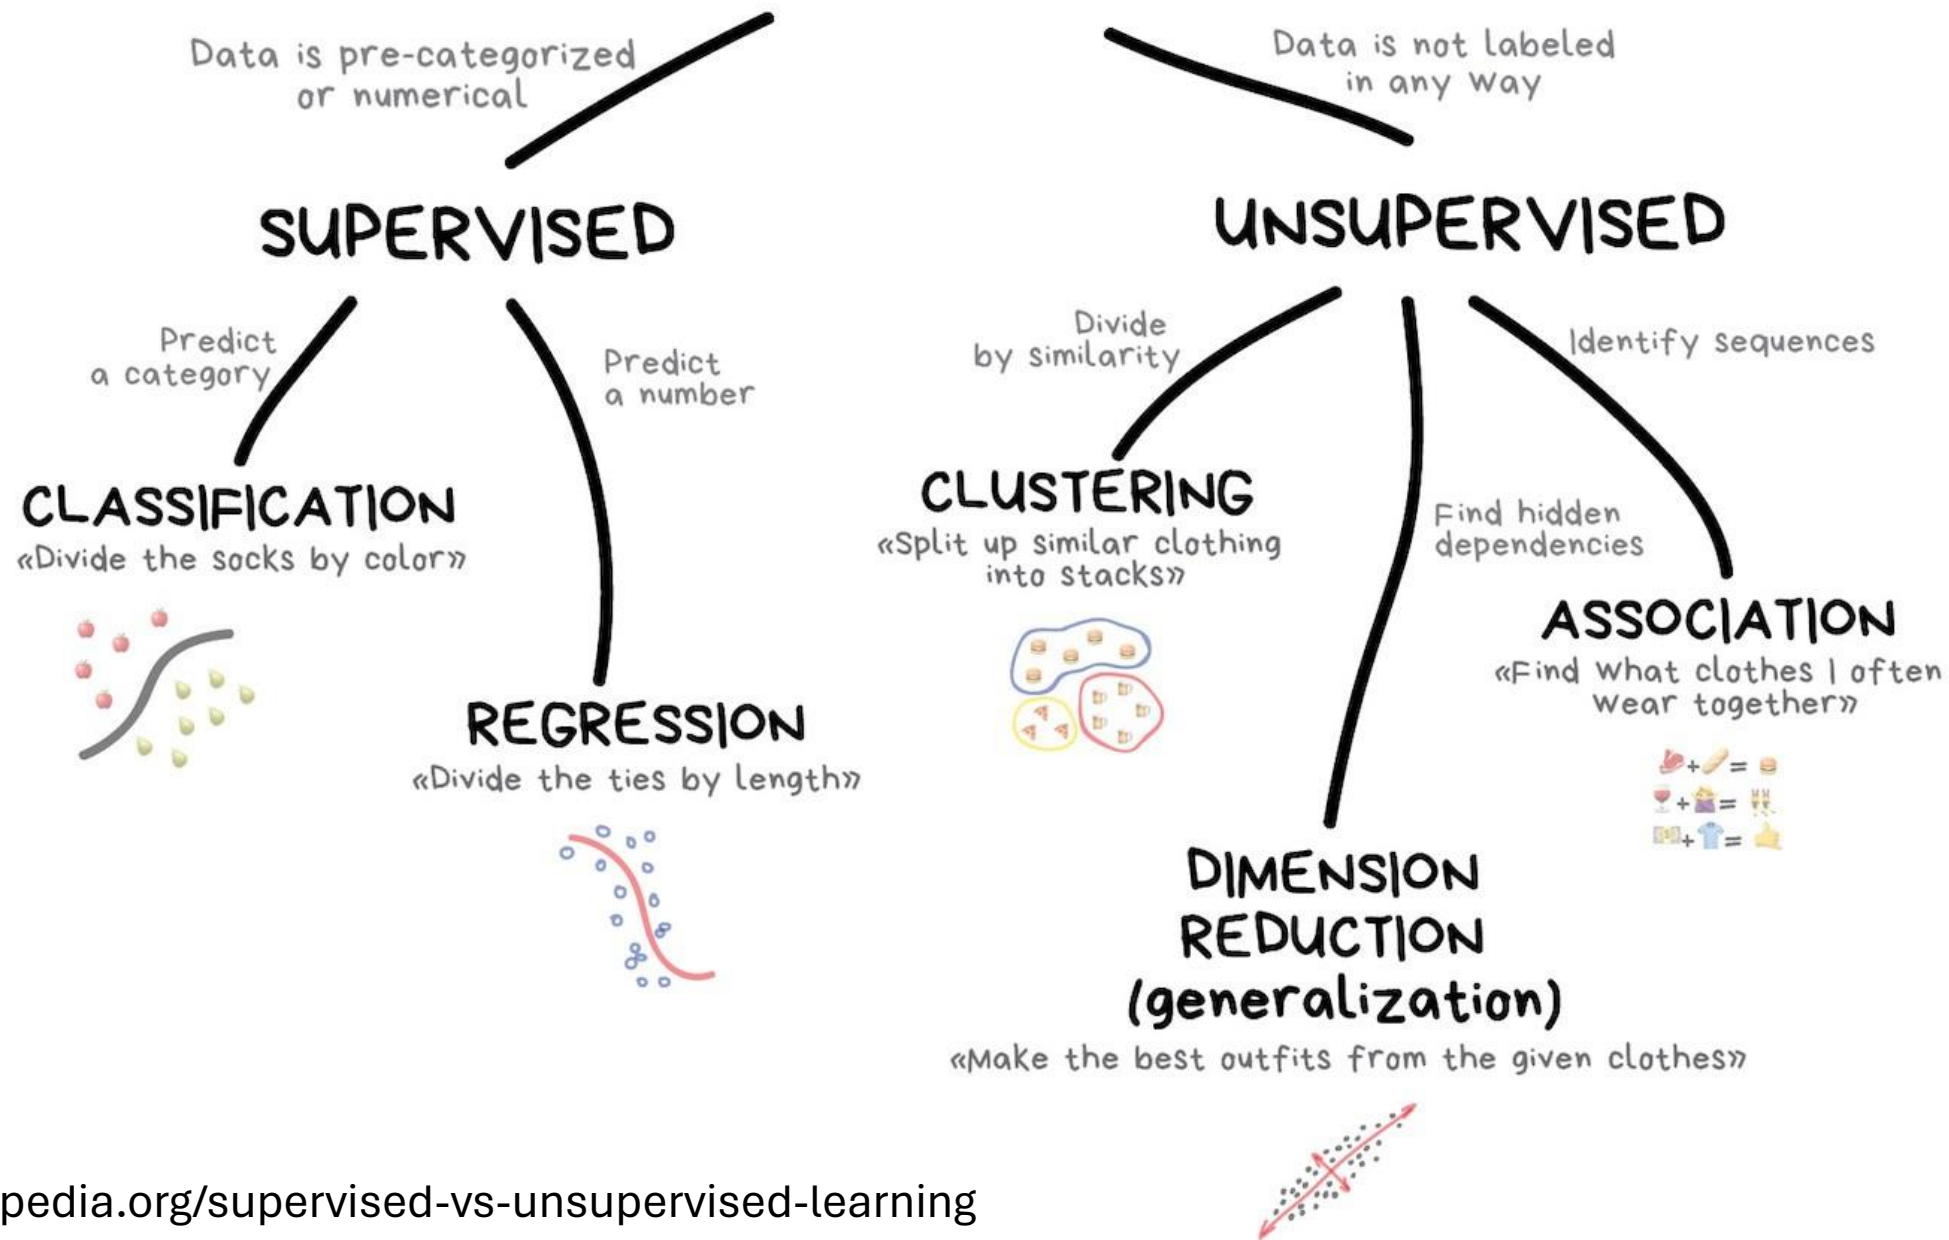 Data is pre-categorized
or numerical
Data is not labeled
in any way
SUPERVISED
UNSUPERVISED
Predict
a category
Predict
a number
Divide
by similarity
Identify sequences
CLASSIFICATION
«Divide the socks by color»
CLUSTERING
«Split up similar clothing
into stacks»
Find hidden
dependencies
ASSOCIATION
«Find what clothes I often
wear together»
REGRESSION
«Divide the ties by length»
+ =
+ =
+ =
DIMENSION
REDUCTION
(generalization)
«Make the best outfits from the given clothes»
pedia.org/supervised-vs-unsupervised-learning